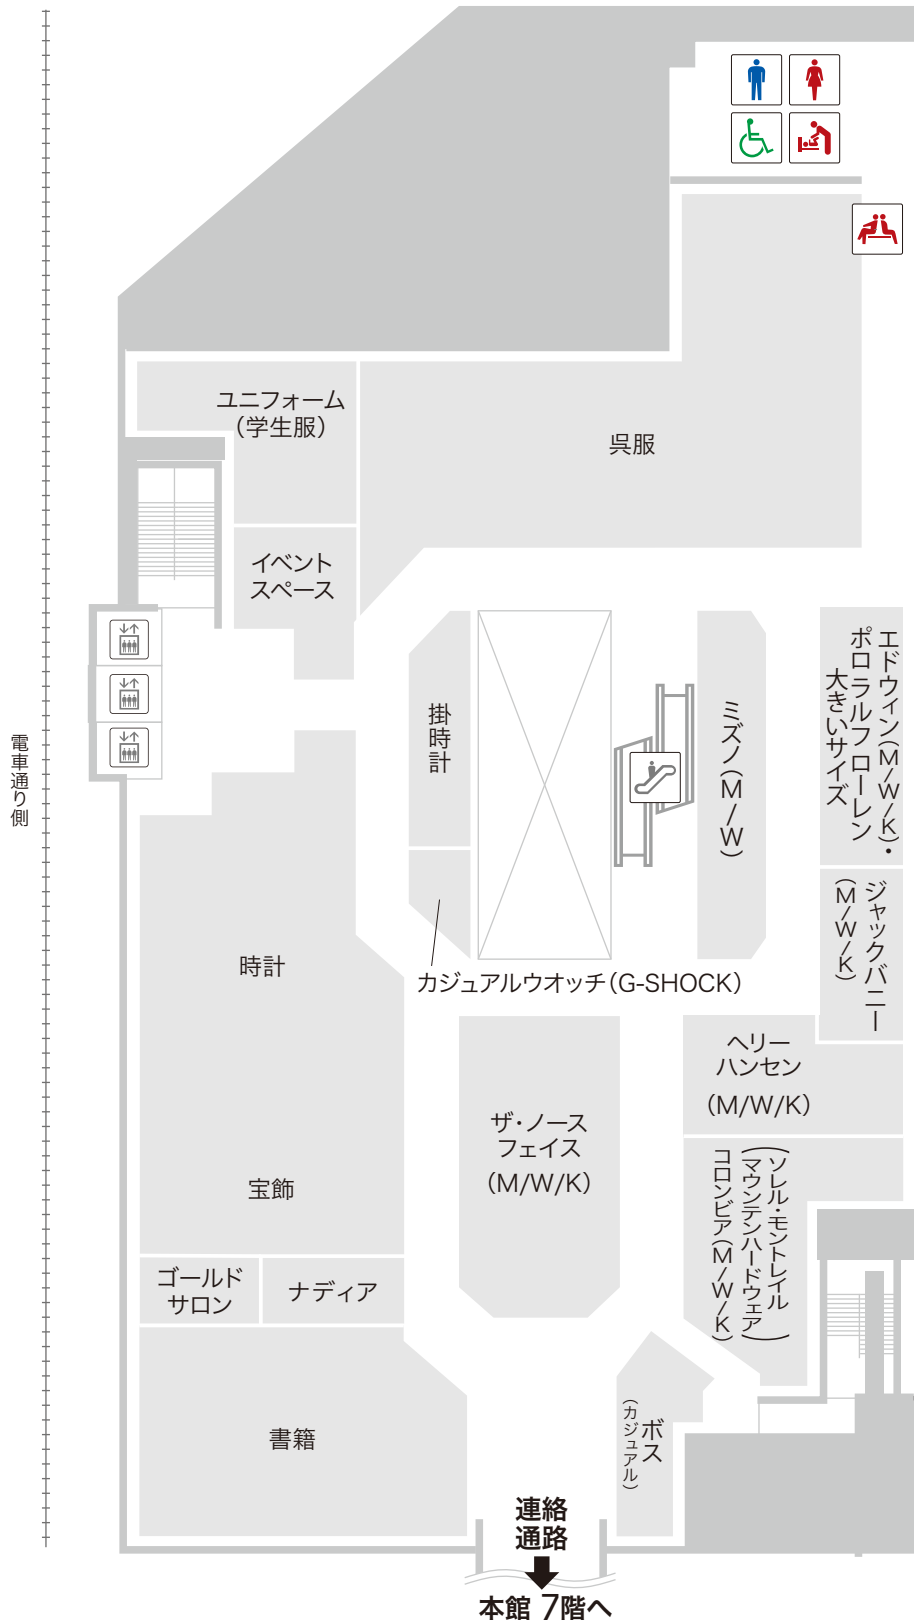 ユニフォーム
（学生服）
呉服
イベント
スペース
電車通り側
掛時計
ミズノ（M/W）
エドウィン（M/W/K）・
ポロ ラルフ ローレン
大きいサイズ
ジャックバニー
（M/W/K）
時計
カジュアルウオッチ（G-SHOCK）
ヘリー
ハンセン
（M/W/K）
ザ・ノース
フェイス
（M/W/K）
コロンビア（M/W/K）
（ソレル・モントレイル
マウンテンハードウェア）
宝飾
ゴールド
サロン
ナディア
書籍
ボス
（カジュアル）
連絡
通路
本館 7階へ